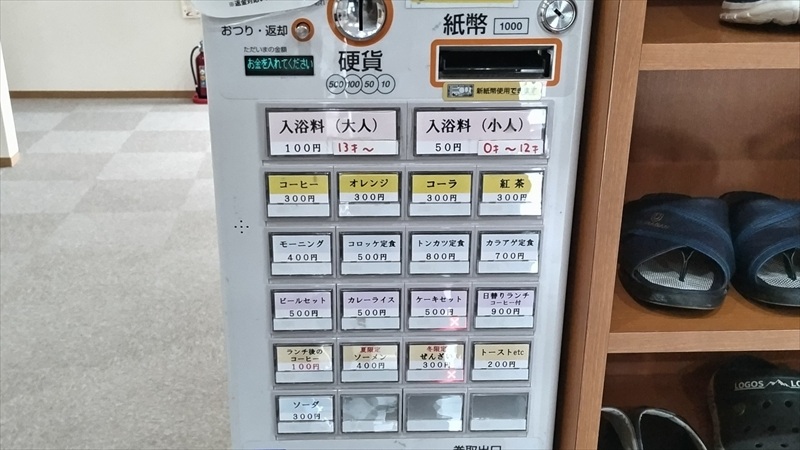 おつり・返却
ただいまの金額
お金を入れてください
硬貨
500 100 50 10
紙幣 1000
新紙幣使用できます
入浴料（大人）
100円 13才〜
入浴料（小人）
50円 0才〜12才
コーヒー
300円
オレンジ
300円
コーラ
300円
紅茶
300円
モーニング
400円
コロッケ定食
500円
トンカツ定食
800円
カラアゲ定食
700円
ビールセット
500円
カレーライス
500円
ケーキセット
500円
日替りランチ
コーヒー付
900円
ランチ後の
コーヒー
100円
夏限定
ソーメン
400円
冬限定
せんざ
300円
トーストetc
200円
ソーダ
300円
LOGOS